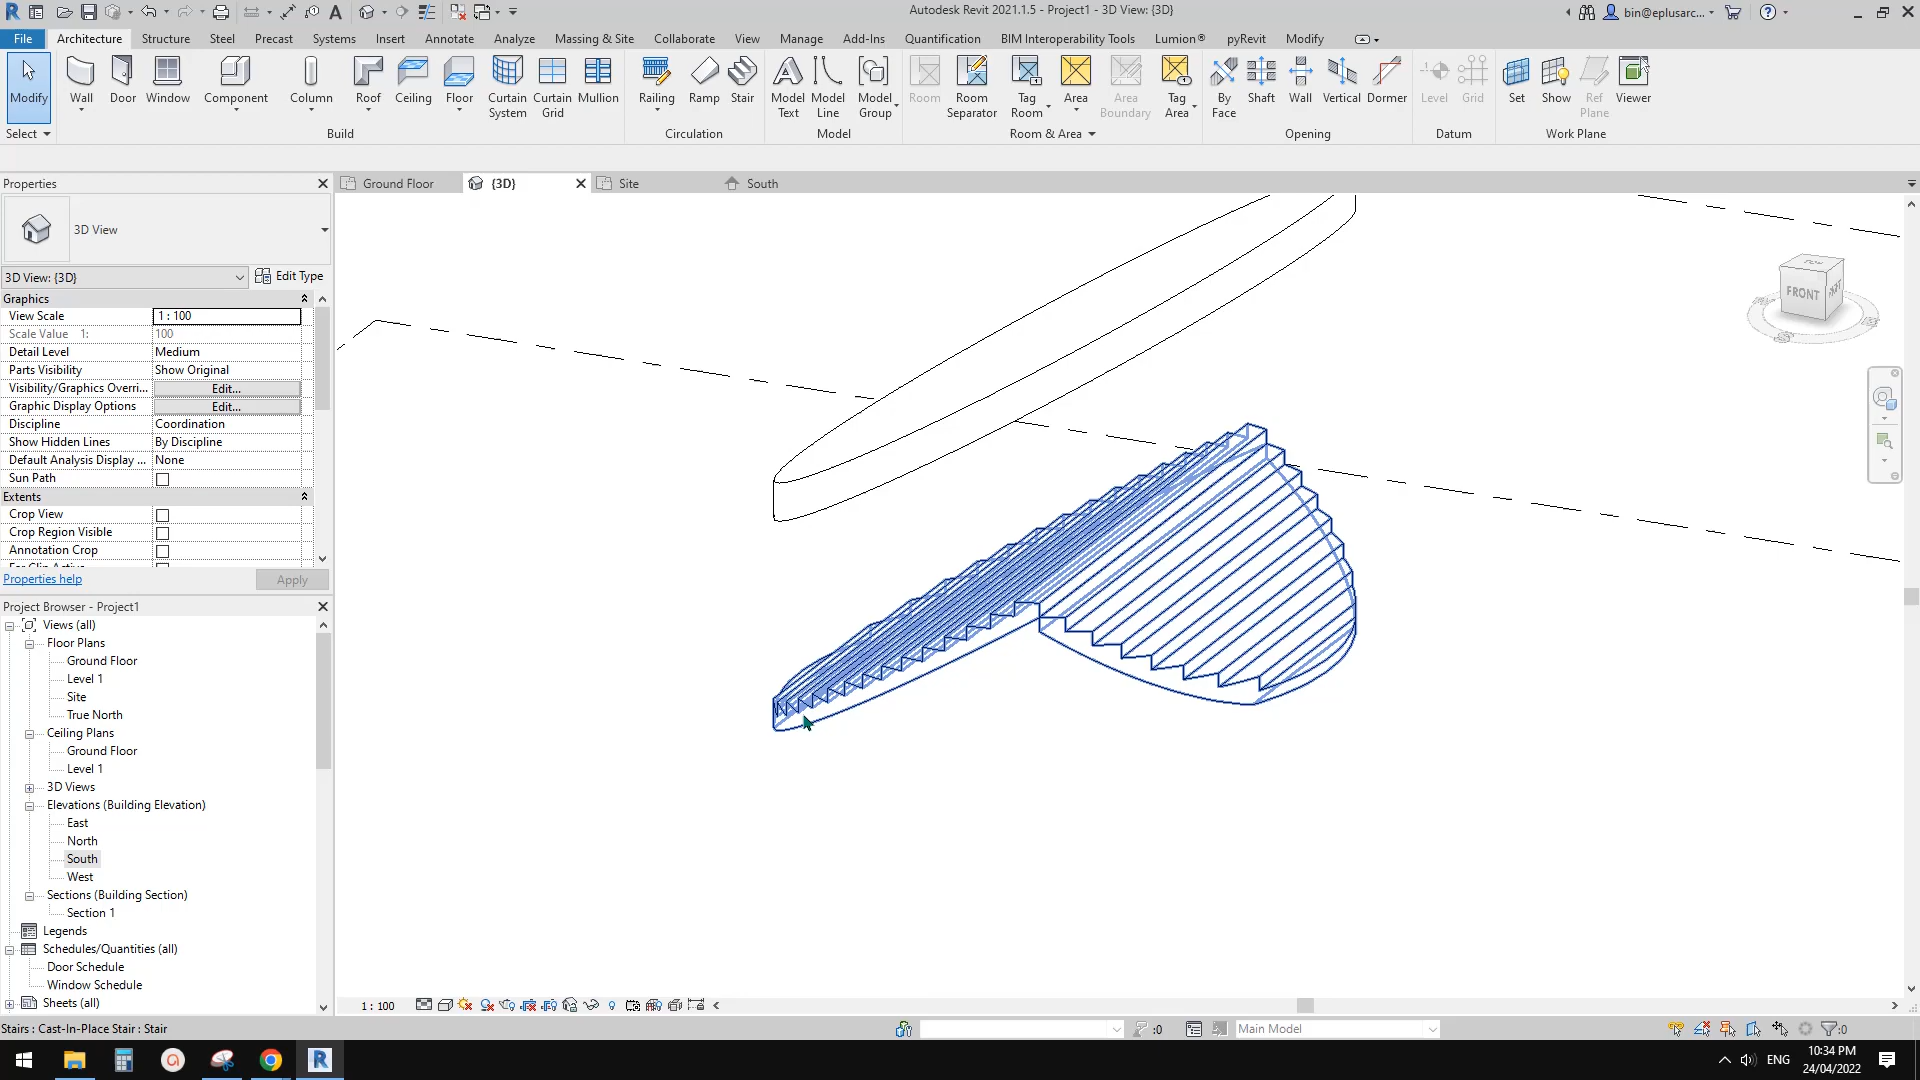 Autodesk Revit 2021.1.5 - Project1 - 3D View: {3D}
bin@eplusarc...
File
Architecture
Structure
Steel
Precast
Systems
Insert
Annotate
Analyze
Massing & Site
Collaborate
View
Manage
Add-Ins
Quantification
BIM Interoperability Tools
Lumion®
pyRevit
Modify
Modify
Wall
Door
Window
Component
Column
Roof
Ceiling
Floor
Curtain System
Curtain Grid
Mullion
Railing
Ramp
Stair
Model Text
Model Line
Model Group
Room
Room Separator
Tag Room
Area
Area Boundary
Tag Area
By Face
Shaft
Wall
Vertical
Dormer
Level
Grid
Set
Show
Ref Plane
Viewer
Select
Build
Circulation
Model
Room & Area
Opening
Datum
Work Plane
Properties
Ground Floor
{3D}
Site
South
3D View
3D View: {3D}
Edit Type
Graphics
View Scale
1 : 100
Scale Value 1:
100
Detail Level
Medium
Parts Visibility
Show Original
Visibility/Graphics Overri...
Edit...
Graphic Display Options
Edit...
Discipline
Coordination
Show Hidden Lines
By Discipline
Default Analysis Display ...
None
Sun Path
Extents
Crop View
Crop Region Visible
Annotation Crop
Properties help
Apply
Project Browser - Project1
Views (all)
Floor Plans
Ground Floor
Level 1
Site
True North
Ceiling Plans
Ground Floor
Level 1
3D Views
Elevations (Building Elevation)
East
North
South
West
Sections (Building Section)
Section 1
Legends
Schedules/Quantities (all)
Door Schedule
Window Schedule
Sheets (all)
FRONT
1 : 100
Stairs : Cast-In-Place Stair : Stair
:0
Main Model
:0
ENG
10:34 PM
24/04/2022